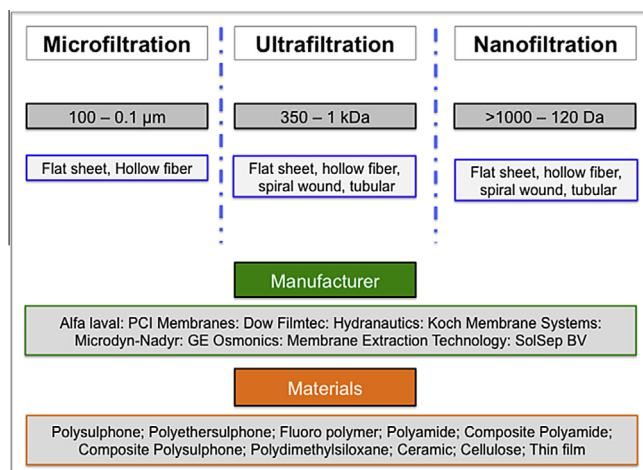 Microfiltration
Ultrafiltration
Nanofiltration
100 – 0.1 µm
350 – 1 kDa
>1000 – 120 Da
Flat sheet, Hollow fiber
Flat sheet, hollow fiber,
spiral wound, tubular
Flat sheet, hollow fiber,
spiral wound, tubular
Manufacturer
Alfa laval: PCI Membranes: Dow Filmtec: Hydranautics: Koch Membrane Systems:
Microdyn-Nadyr: GE Osmonics: Membrane Extraction Technology: SolSep BV
Materials
Polysulphone; Polyethersulphone; Fluoro polymer; Polyamide; Composite Polyamide;
Composite Polysulphone; Polydimethylsiloxane; Ceramic; Cellulose; Thin film